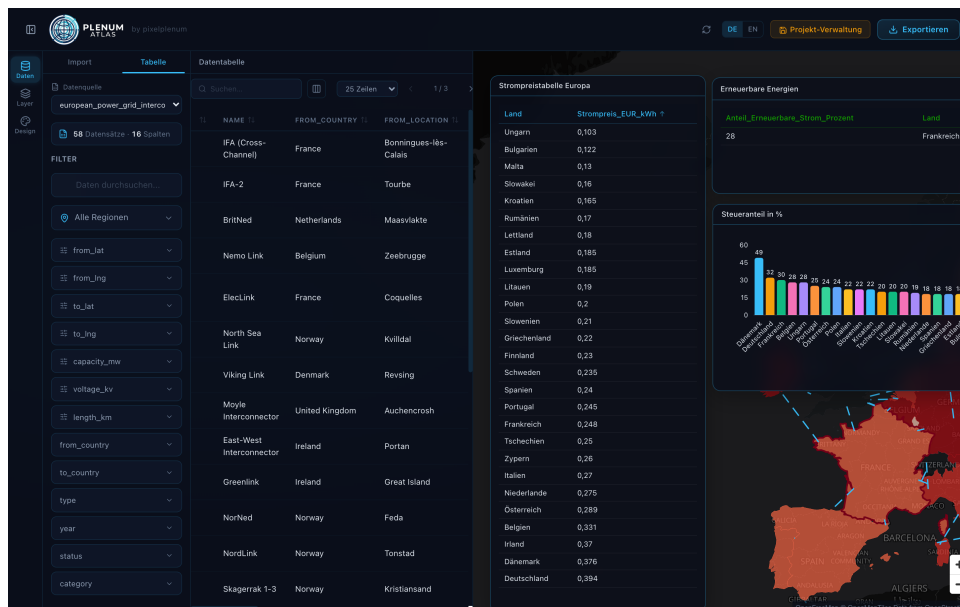 PLENUM
ATLAS
by pixelplenum
DE EN
Projekt-Verwaltung
Exportieren
Daten
Layer
Design
Import Tabelle
Datenquelle
european_power_grid_interco
58 Datensätze · 16 Spalten
FILTER
Daten durchsuchen...
Alle Regionen
from_lat
from_lng
to_lat
to_lng
capacity_mw
voltage_kv
length_km
from_country
to_country
type
year
status
category
Datentabelle
Suchen...
25 Zeilen
1 / 3
NAME FROM_COUNTRY FROM_LOCATION
IFA (Cross-Channel) France Bonningues-lès-Calais
IFA-2 France Tourbe
BritNed Netherlands Maasvlakte
Nemo Link Belgium Zeebrugge
ElecLink France Coquelles
North Sea Link Norway Kvilldal
Viking Link Denmark Revsing
Moyle Interconnector United Kingdom Auchencrosh
East-West Interconnector Ireland Portan
Greenlink Ireland Great Island
NorNed Norway Feda
NordLink Norway Tonstad
Skagerrak 1-3 Norway Kristiansand
Strompreistabelle Europa
Land Strompreis_EUR_kWh ↑
Ungarn 0,103
Bulgarien 0,122
Malta 0,13
Slowakei 0,16
Kroatien 0,165
Rumänien 0,17
Lettland 0,18
Estland 0,185
Luxemburg 0,185
Litauen 0,19
Polen 0,2
Slowenien 0,21
Griechenland 0,22
Finnland 0,23
Schweden 0,235
Spanien 0,24
Portugal 0,245
Frankreich 0,248
Tschechien 0,25
Zypern 0,26
Italien 0,27
Niederlande 0,275
Österreich 0,289
Belgien 0,331
Irland 0,37
Dänemark 0,376
Deutschland 0,394
Erneuerbare Energien
Anteil_Erneuerbare_Strom_Prozent Land
28 Frankreich
Steueranteil in %
60
45
30
15
0
49 32 30 28 28 25 24 24 22 22 22 20 20 20 19 18 18 18
Dänemark
Deutschland
Frankreich
Belgien
Ungarn
Portugal
Österreich
Polen
Italien
Slowenien
Kroatien
Tschechien
Litauen
Slowakei
Rumänien
Niederlande
Spanien
Griechenland
FRANCE
BARCELONA
SPAIN
ALGIERS